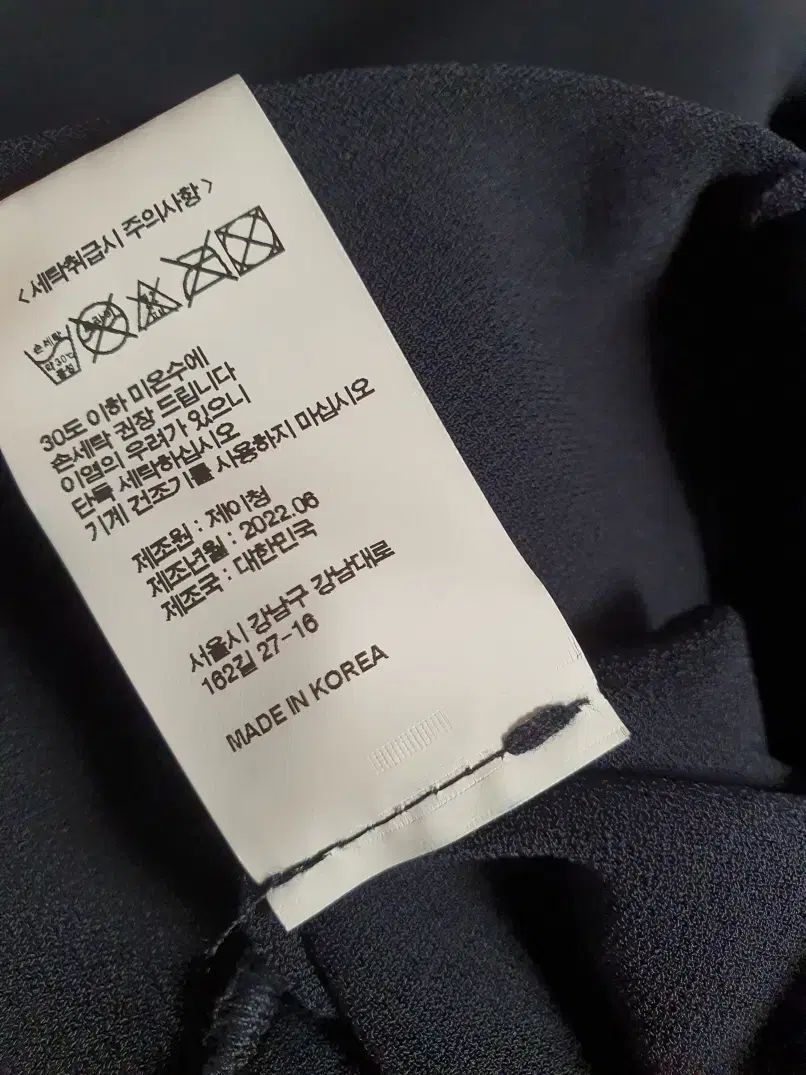 < 세탁취급시 주의사항 >
손세탁
약30℃
중성
드라이
30도 이하 미온수에
손세탁 권장 드립니다
이염의 우려가 있으니
단독 세탁하십시오
기계 건조기를 사용하지 마십시오
제조원 : 제이청
제조년월 : 2022.06
제조국 : 대한민국
서울시 강남구 강남대로
162길 27-16
MADE IN KOREA